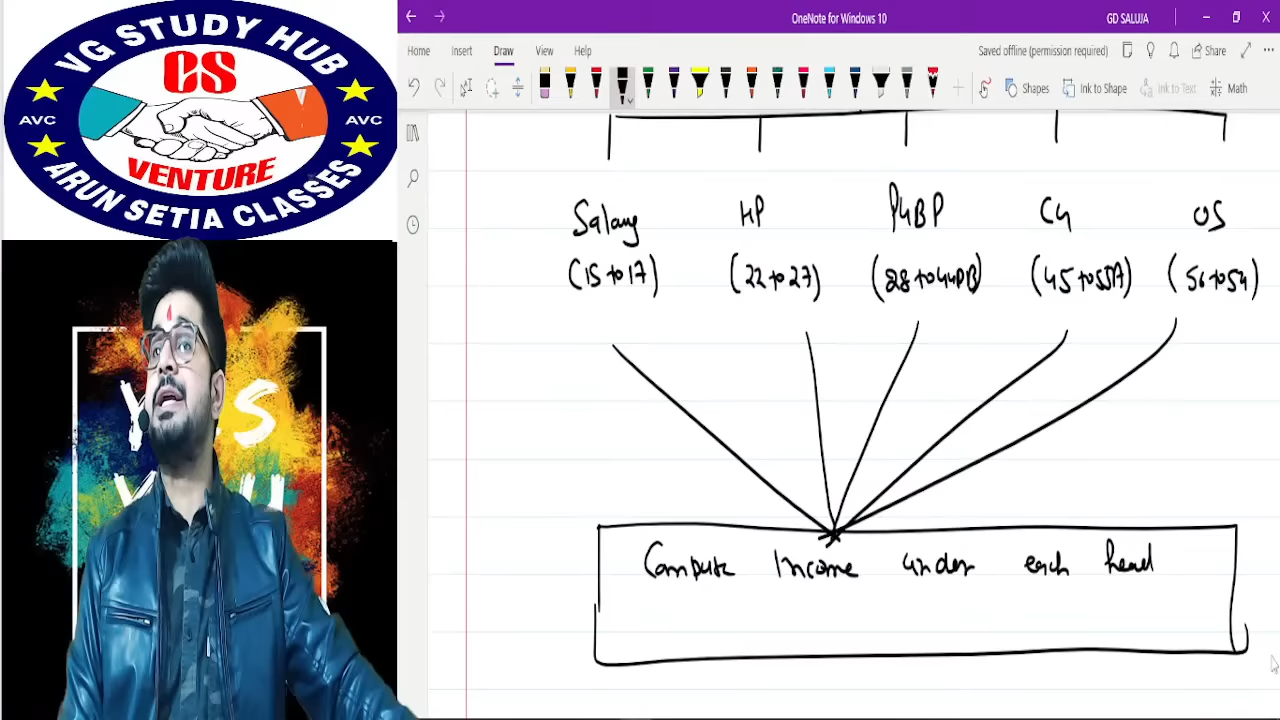 VG STUDY HUB
CS
AVC
AVC
VENTURE
ARUN SETIA CLASSES
OneNote for Windows 10
GD SALUJA
Home Insert Draw View Help
Saved offline (permission required)
Share
Shapes
Ink to Shape
Ink to Text
Math
Salary HP PGBP CG OS
(15 to 17) (22 to 27) (28 to 44DB) (45 to 55A) (56 to 59)
Compute Income under each head
YES